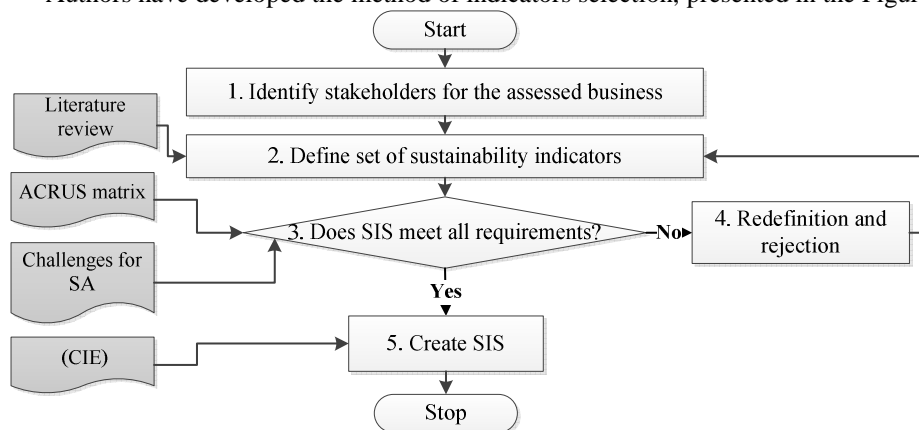 Authors have developed the method of indicators selection, presented in the Figur
Start
1. Identify stakeholders for the assessed business
Literature
review
2. Define set of sustainability indicators
ACRUS matrix
3. Does SIS meet all requirements?
No
4. Redefinition and
rejection
Challenges for
SA
Yes
(CIE)
5. Create SIS
Stop